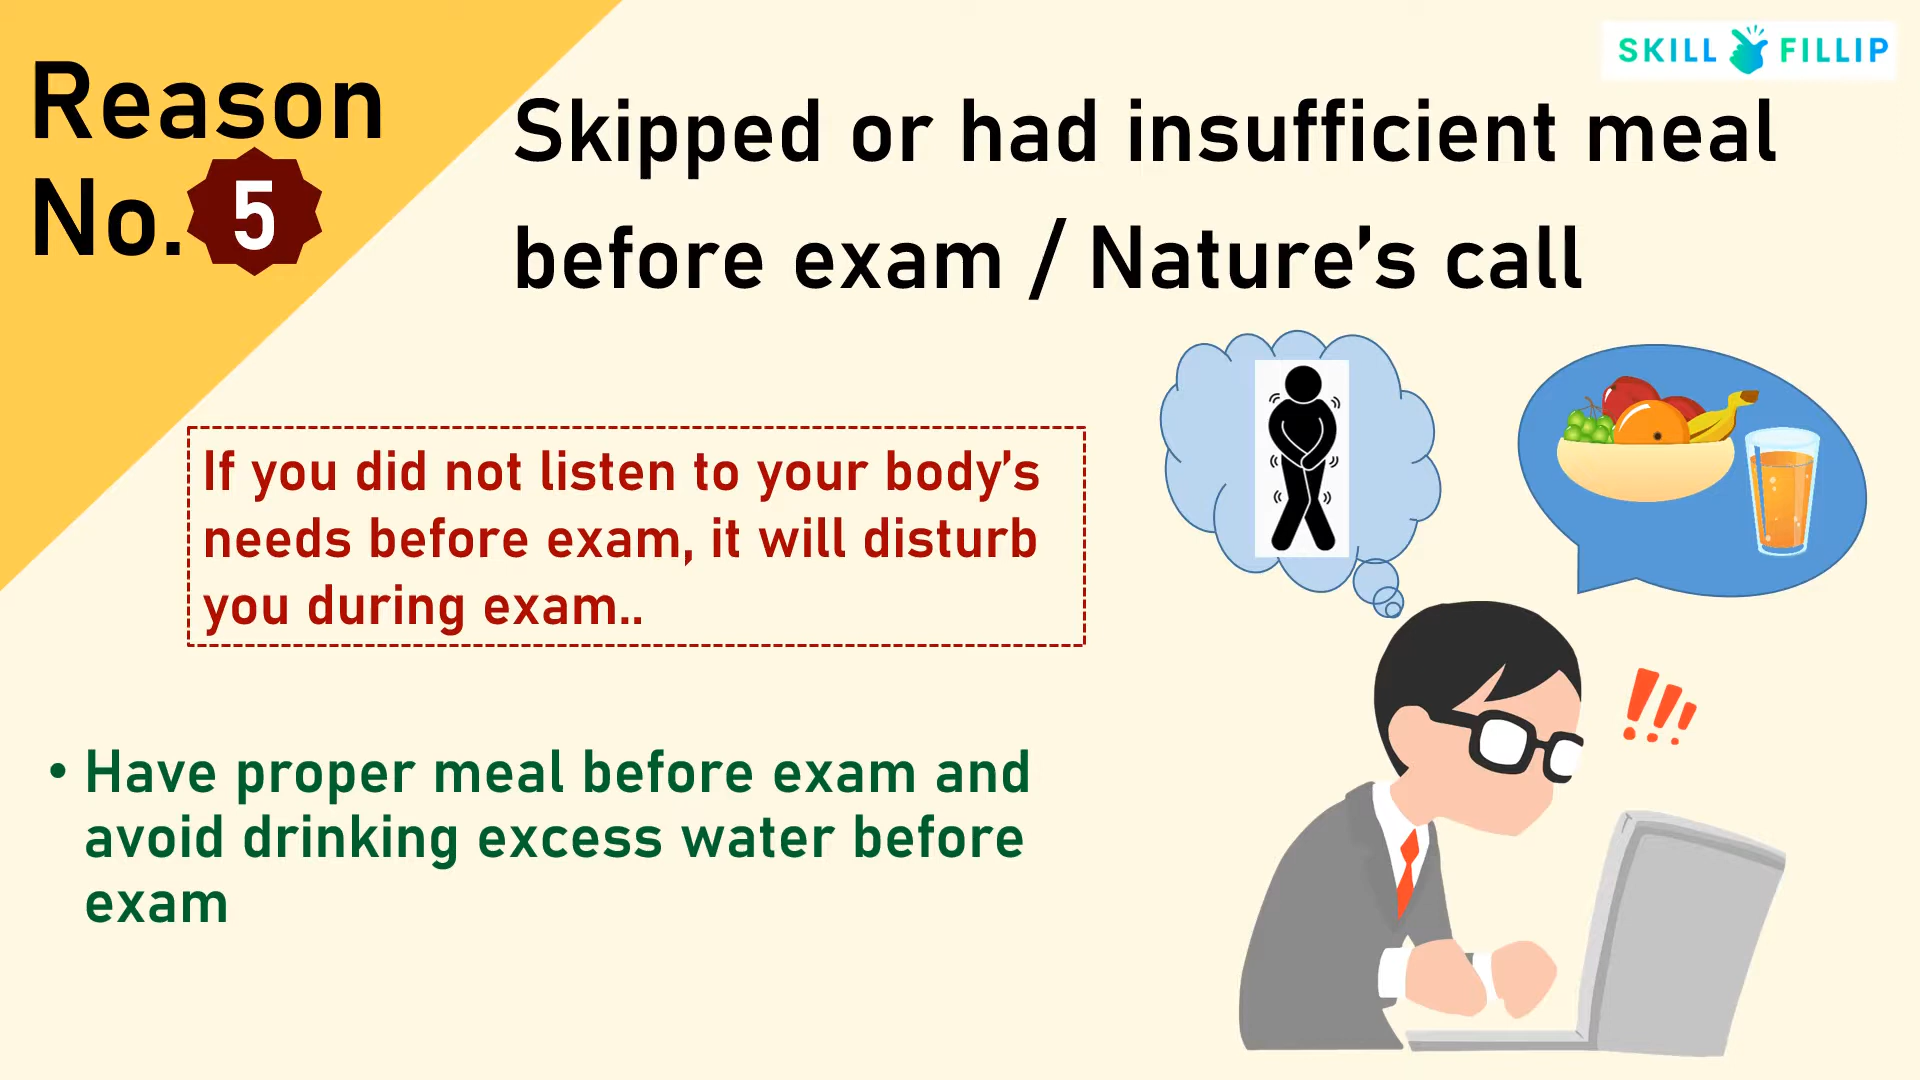 SKILL FILLIP
Reason
No. 5
Skipped or had insufficient meal
before exam / Nature’s call
If you did not listen to your body’s
needs before exam, it will disturb
you during exam..
• Have proper meal before exam and
avoid drinking excess water before
exam
!!!